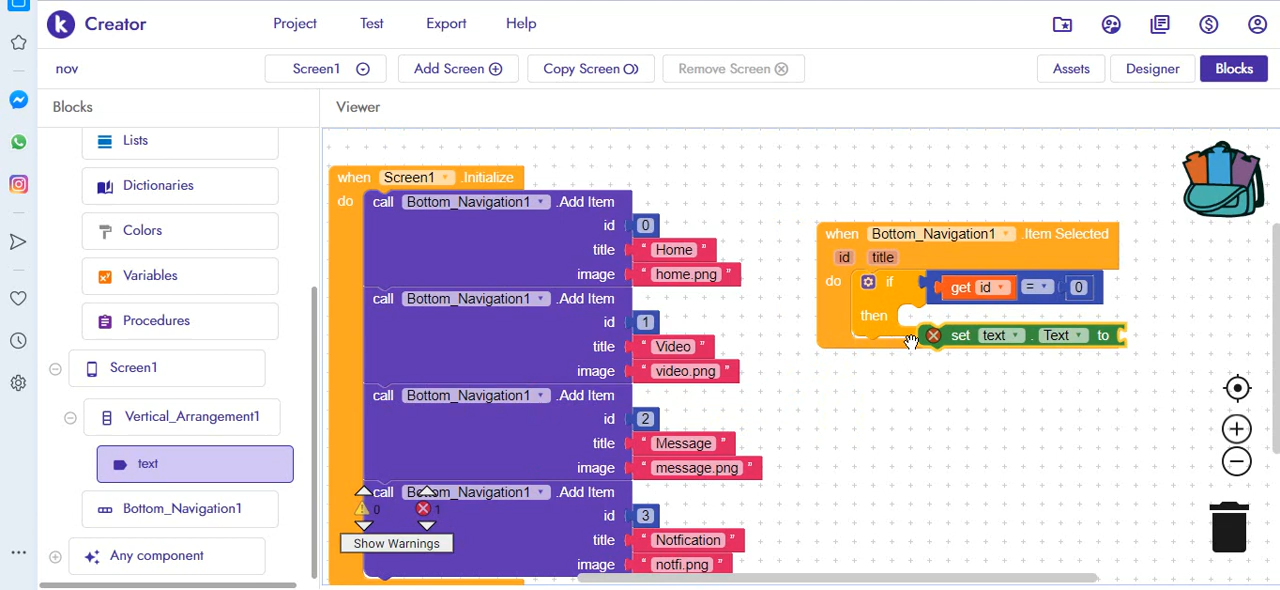 Creator
Project
Test
Export
Help
nov
Screen1
Add Screen
Copy Screen
Remove Screen
Assets
Designer
Blocks
Blocks
Viewer
Lists
Dictionaries
Colors
Variables
Procedures
Screen1
Vertical_Arrangement1
text
Bottom_Navigation1
Any component
when Screen1 .Initialize
do call Bottom_Navigation1 .Add Item
id 0
title " Home "
image " home.png "
call Bottom_Navigation1 .Add Item
id 1
title " Video "
image " video.png "
call Bottom_Navigation1 .Add Item
id 2
title " Message "
image " message.png "
call Bottom_Navigation1 .Add Item
id 3
title " Notfication "
image " notfi.png "
0 1
Show Warnings
when Bottom_Navigation1 .Item Selected
id title
do if get id = 0
then
set text . Text to